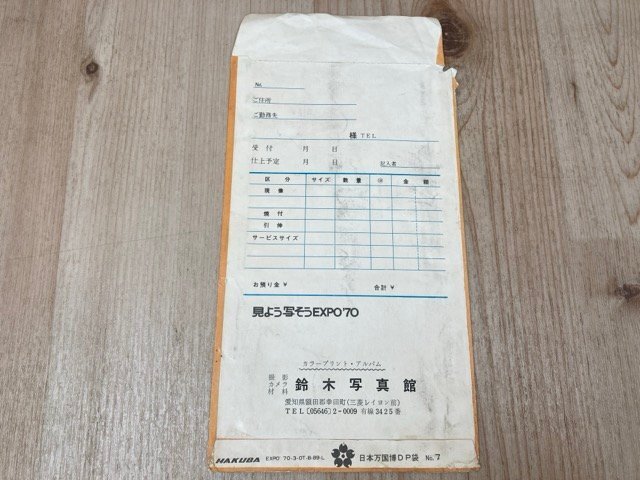 No.
ご住所
ご勤務先
様 TEL
受付 月 日
仕上予定 月 日 記入者
区分 サイズ 数量 @ 金額
現像
焼付
引伸
サービスサイズ
お預り金 ¥ 合計 ¥
見よう写そうEXPO'70
カラープリント・アルバム
撮影
カメラ
材料
鈴木写真館
愛知県額田郡幸田町(三菱レイヨン前)
TEL(05646)2-0009 有線3425番
HAKUBA EXPO '70-3-OT-B-89-L 日本万国博DP袋 No.7